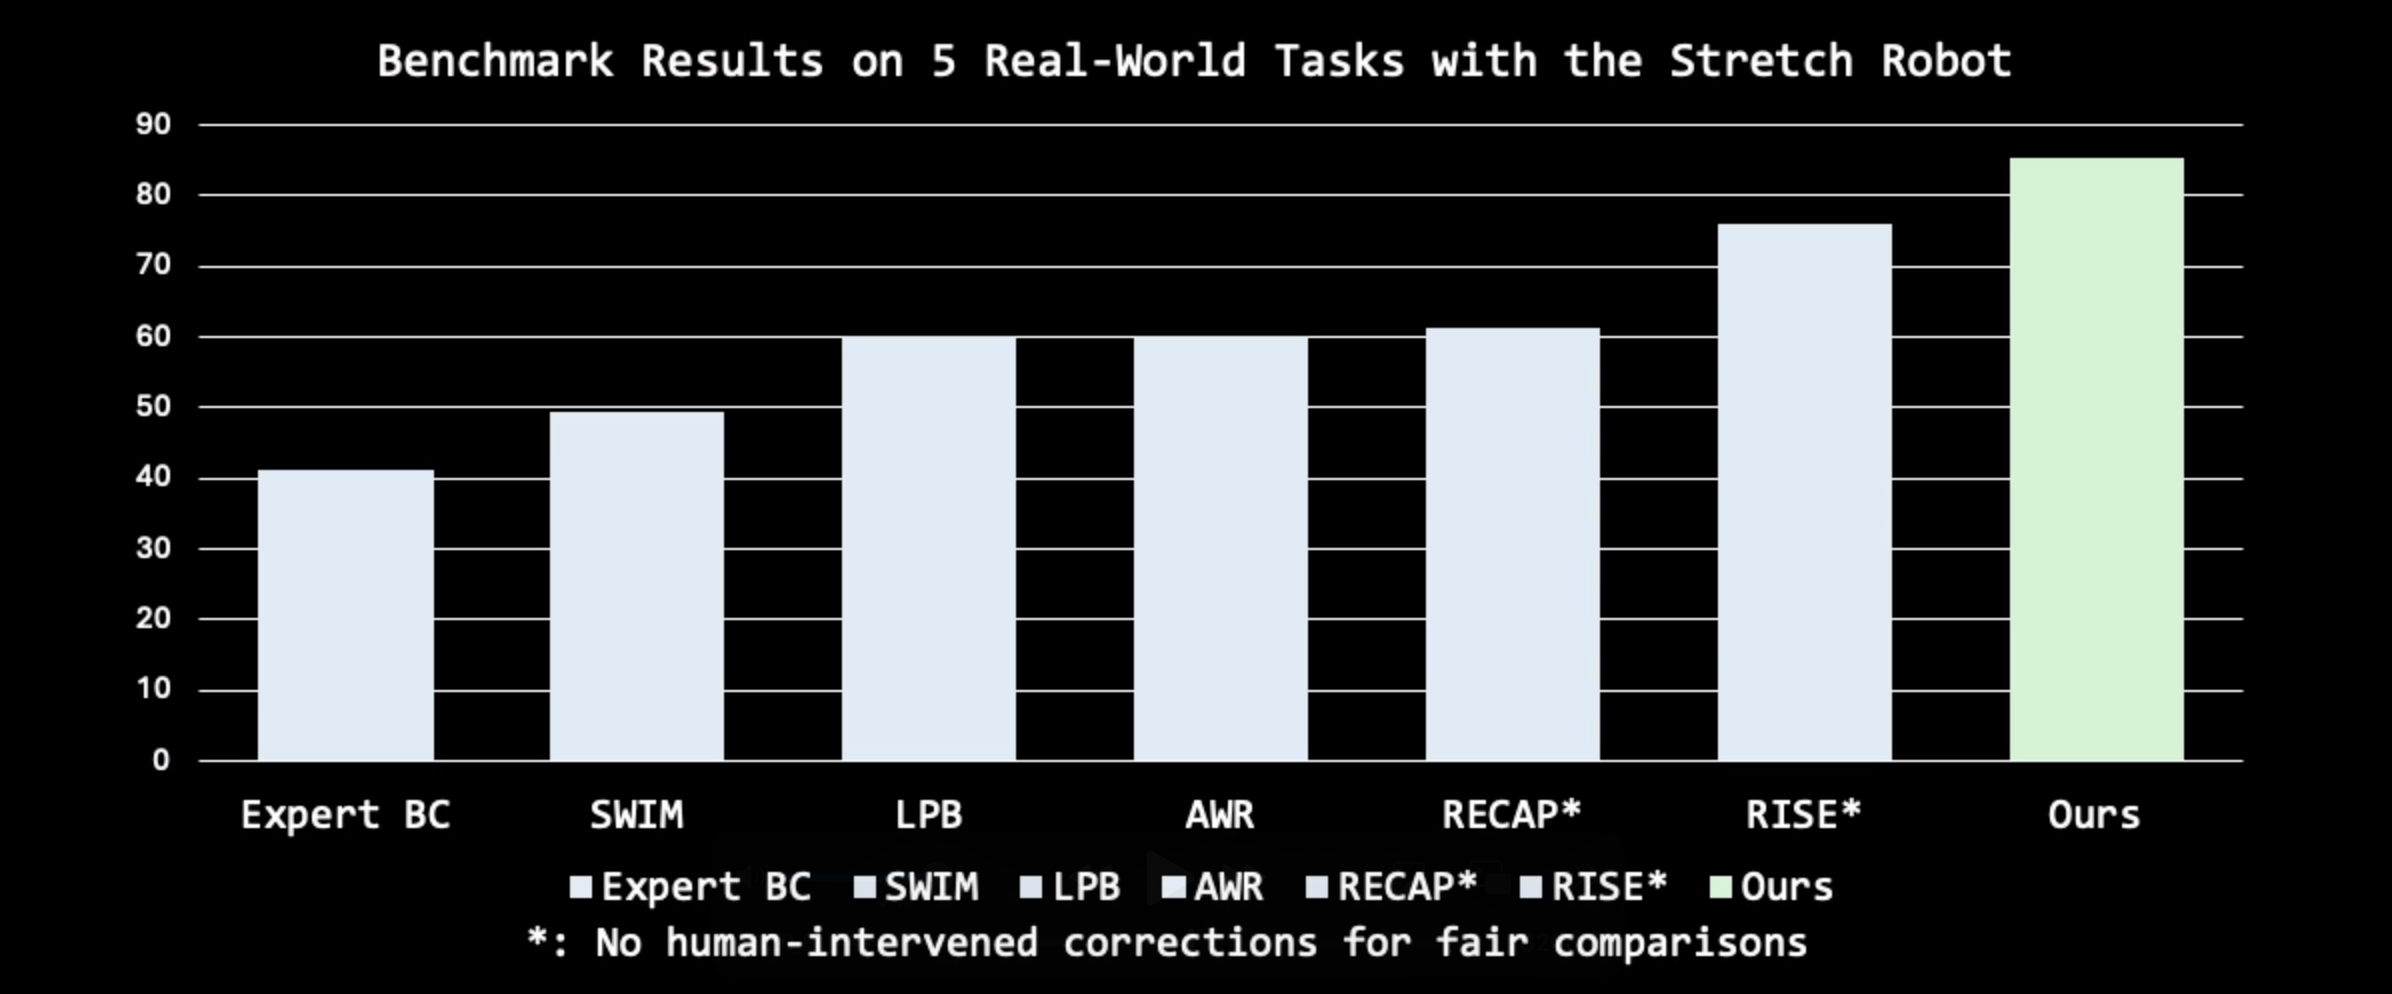 Benchmark Results on 5 Real-World Tasks with the Stretch Robot
90
80
70
60
50
40
30
20
10
0
Expert BC SWIM LPB AWR RECAP* RISE* Ours
Expert BC SWIM LPB AWR RECAP* RISE* Ours
*: No human-intervened corrections for fair comparisons